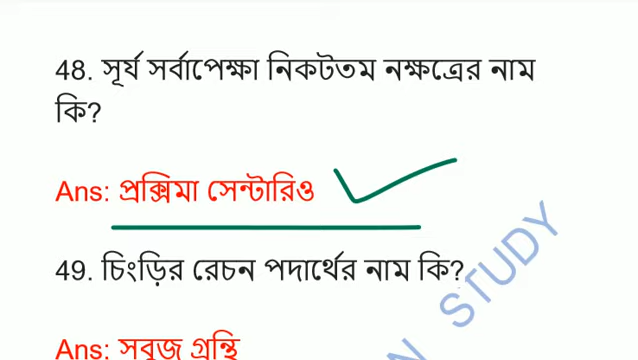 48. সূর্য সর্বাপেক্ষা নিকটতম নক্ষত্রের নাম
কি?
Ans: প্রক্সিমা সেন্টারিও
49. চিংড়ির রেচন পদার্থের নাম কি?
Ans: সবুজ গ্রন্থি
STUDY